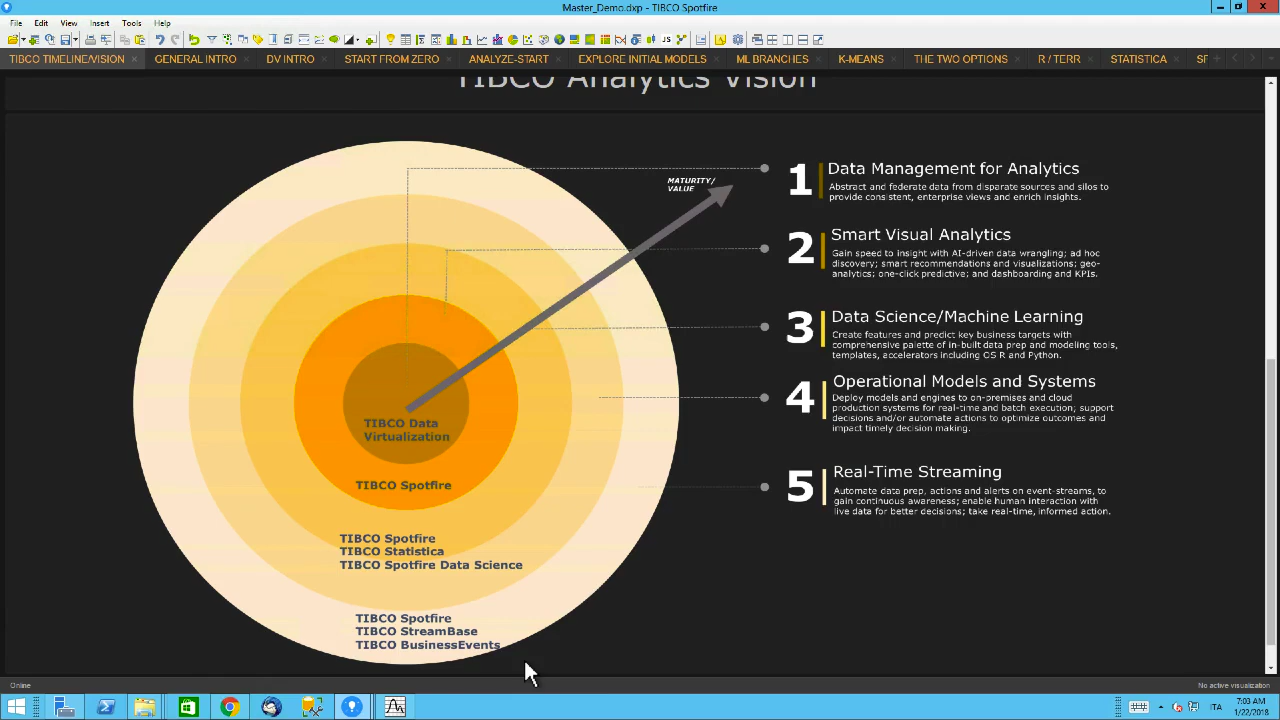 Master_Demo.dxp - TIBCO Spotfire
File Edit View Insert Tools Help
TIBCO TIMELINE/VISION GENERAL INTRO DV INTRO START FROM ZERO ANALYZE-START EXPLORE INITIAL MODELS ML BRANCHES K-MEANS THE TWO OPTIONS R / TERR STATISTICA SF
TIBCO Analytics Vision
MATURITY/
VALUE
1 Data Management for Analytics
Abstract and federate data from disparate sources and silos to
provide consistent, enterprise views and enrich insights.
2 Smart Visual Analytics
Gain speed to insight with AI-driven data wrangling; ad hoc
discovery; smart recommendations and visualizations; geo-
analytics; one-click predictive; and dashboarding and KPIs.
3 Data Science/Machine Learning
Create features and predict key business targets with
comprehensive palette of in-built data prep and modeling tools,
templates, accelerators including OS R and Python.
4 Operational Models and Systems
Deploy models and engines to on-premises and cloud
production systems for real-time and batch execution; support
decisions and/or automate actions to optimize outcomes and
impact timely decision making.
5 Real-Time Streaming
Automate data prep, actions and alerts on event-streams, to
gain continuous awareness; enable human interaction with
live data for better decisions; take real-time, informed action.
TIBCO Data
Virtualization
TIBCO Spotfire
TIBCO Spotfire
TIBCO Statistica
TIBCO Spotfire Data Science
TIBCO Spotfire
TIBCO StreamBase
TIBCO BusinessEvents
Online
No active visualization
ITA
7:03 AM
1/22/2018